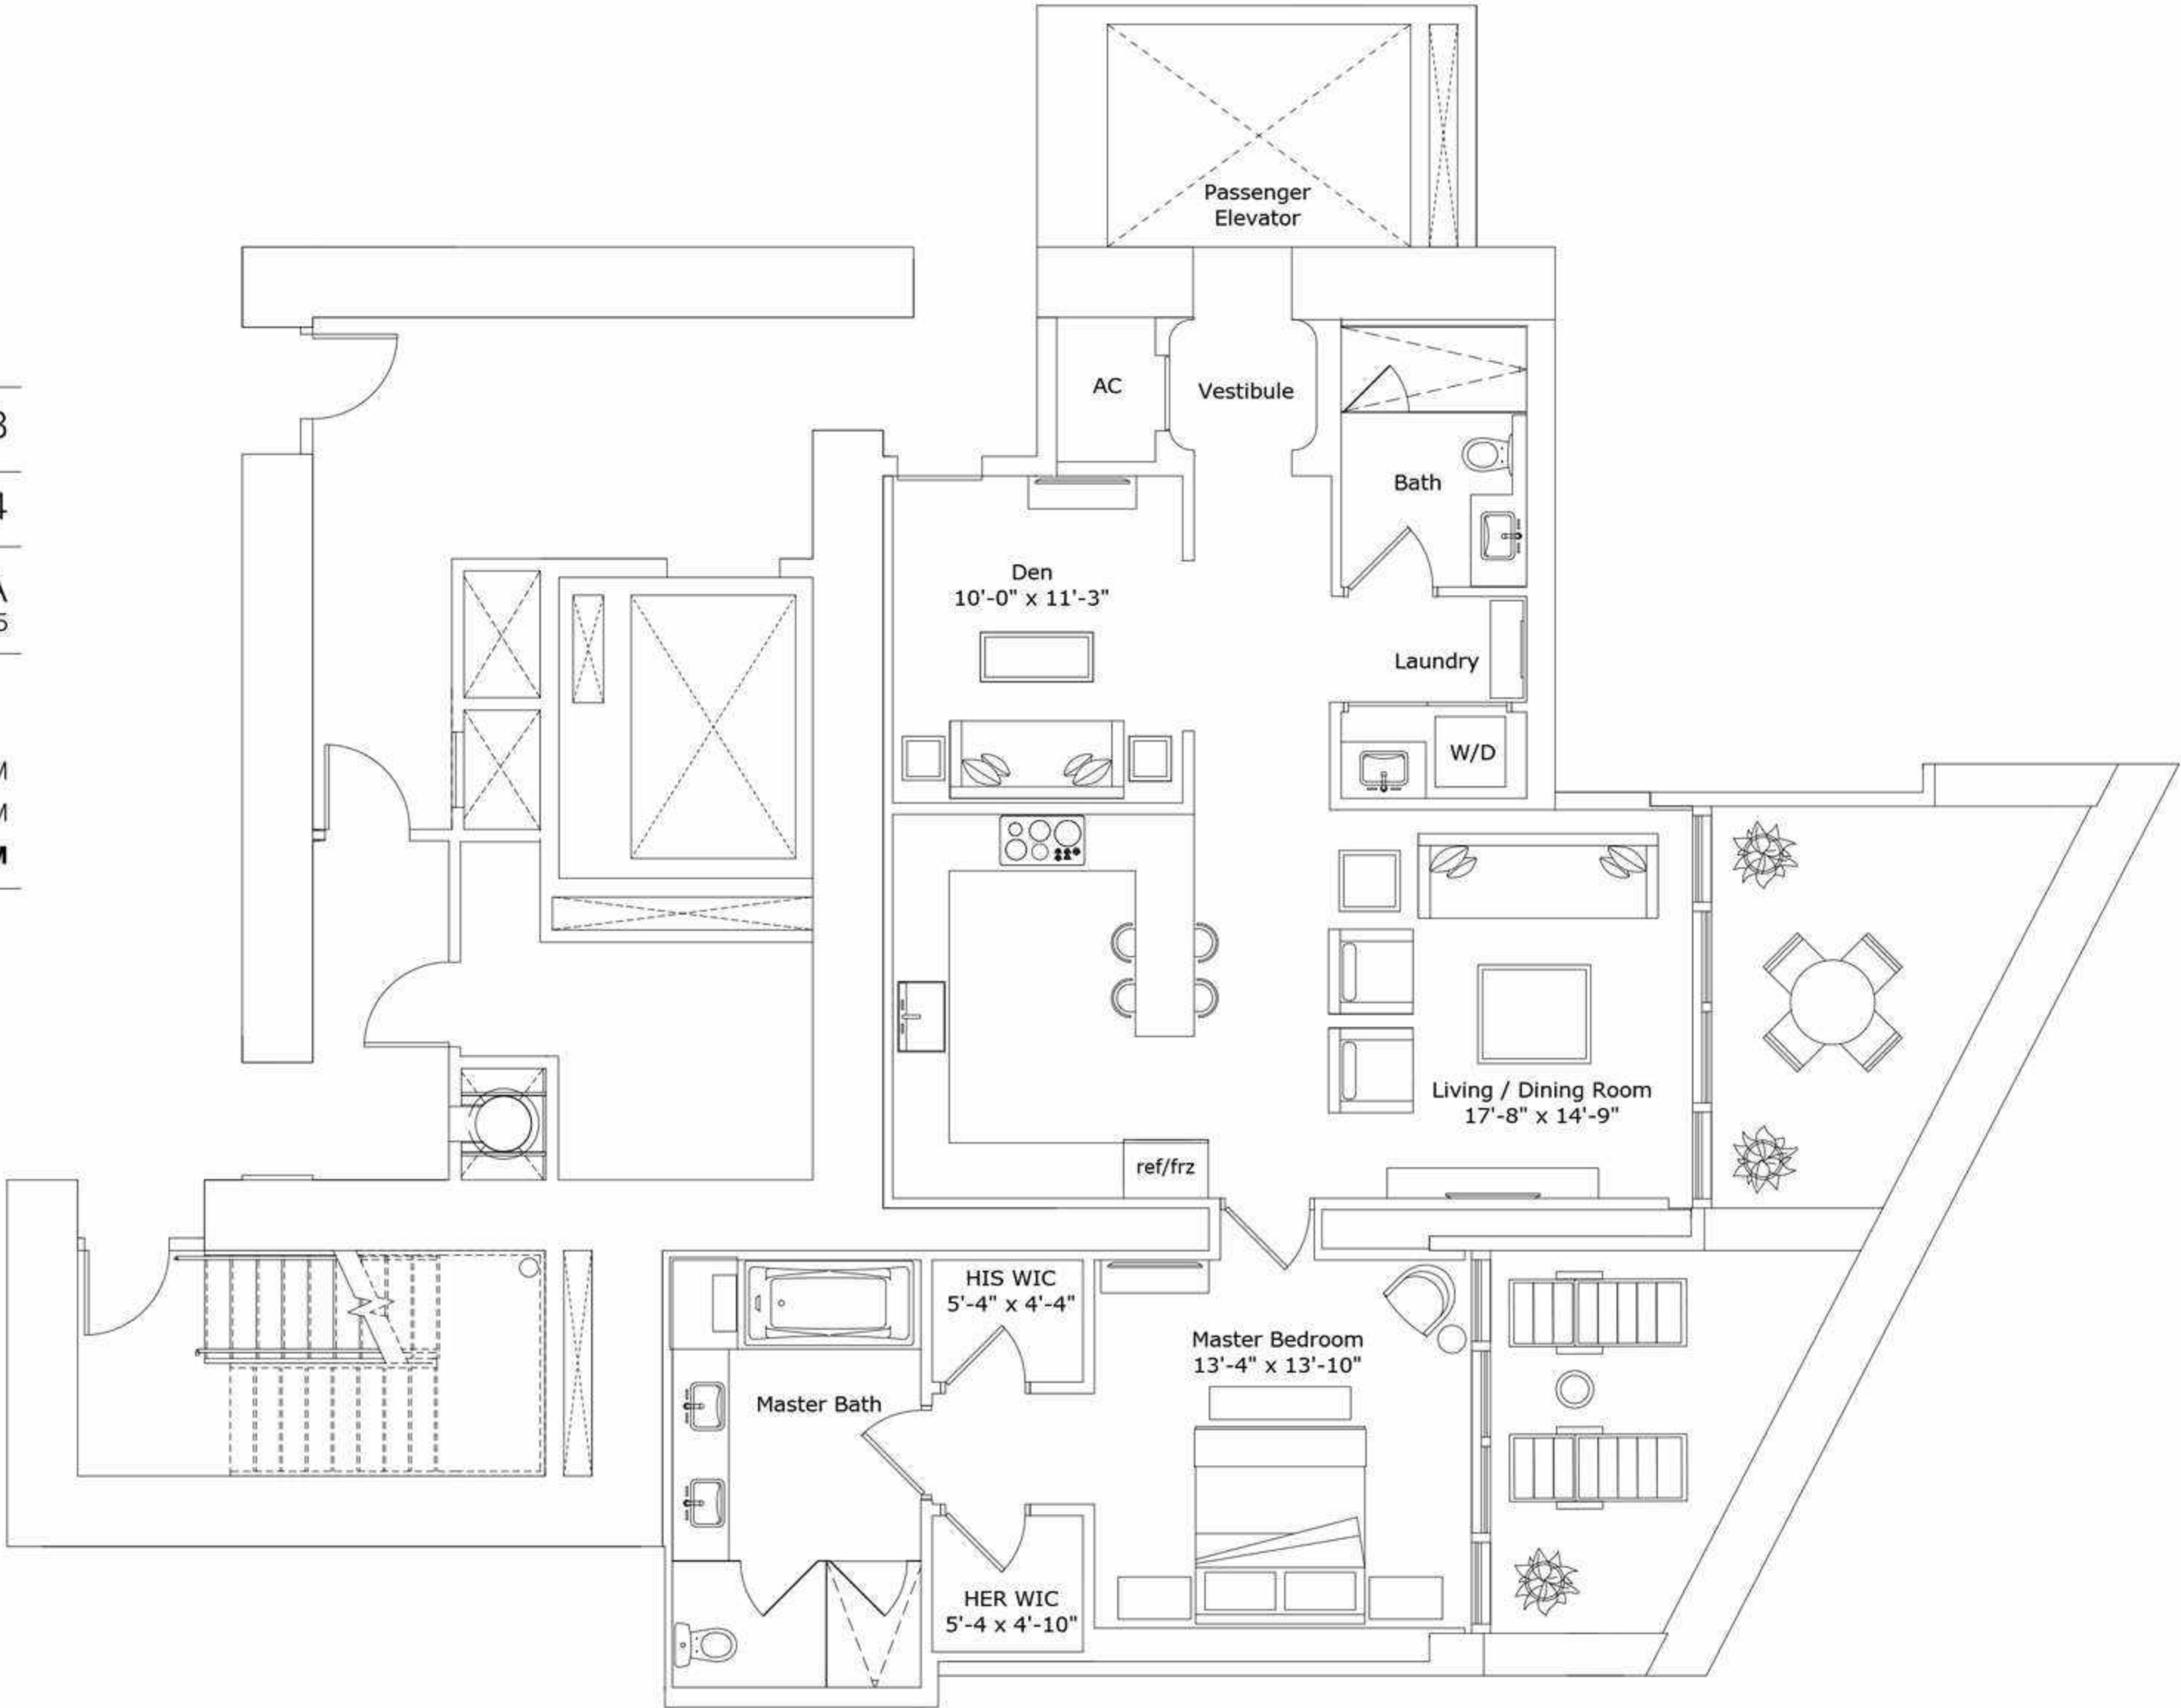 Passenger
Elevator
AC
Vestibule
Bath
Den
10'-0" x 11'-3"
Laundry
W/D
Living / Dining Room
17'-8" x 14'-9"
ref/frz
HIS WIC
5'-4" x 4'-4"
Master Bedroom
13'-4" x 13'-10"
Master Bath
HER WIC
5'-4 x 4'-10"
4
5
M
M
M